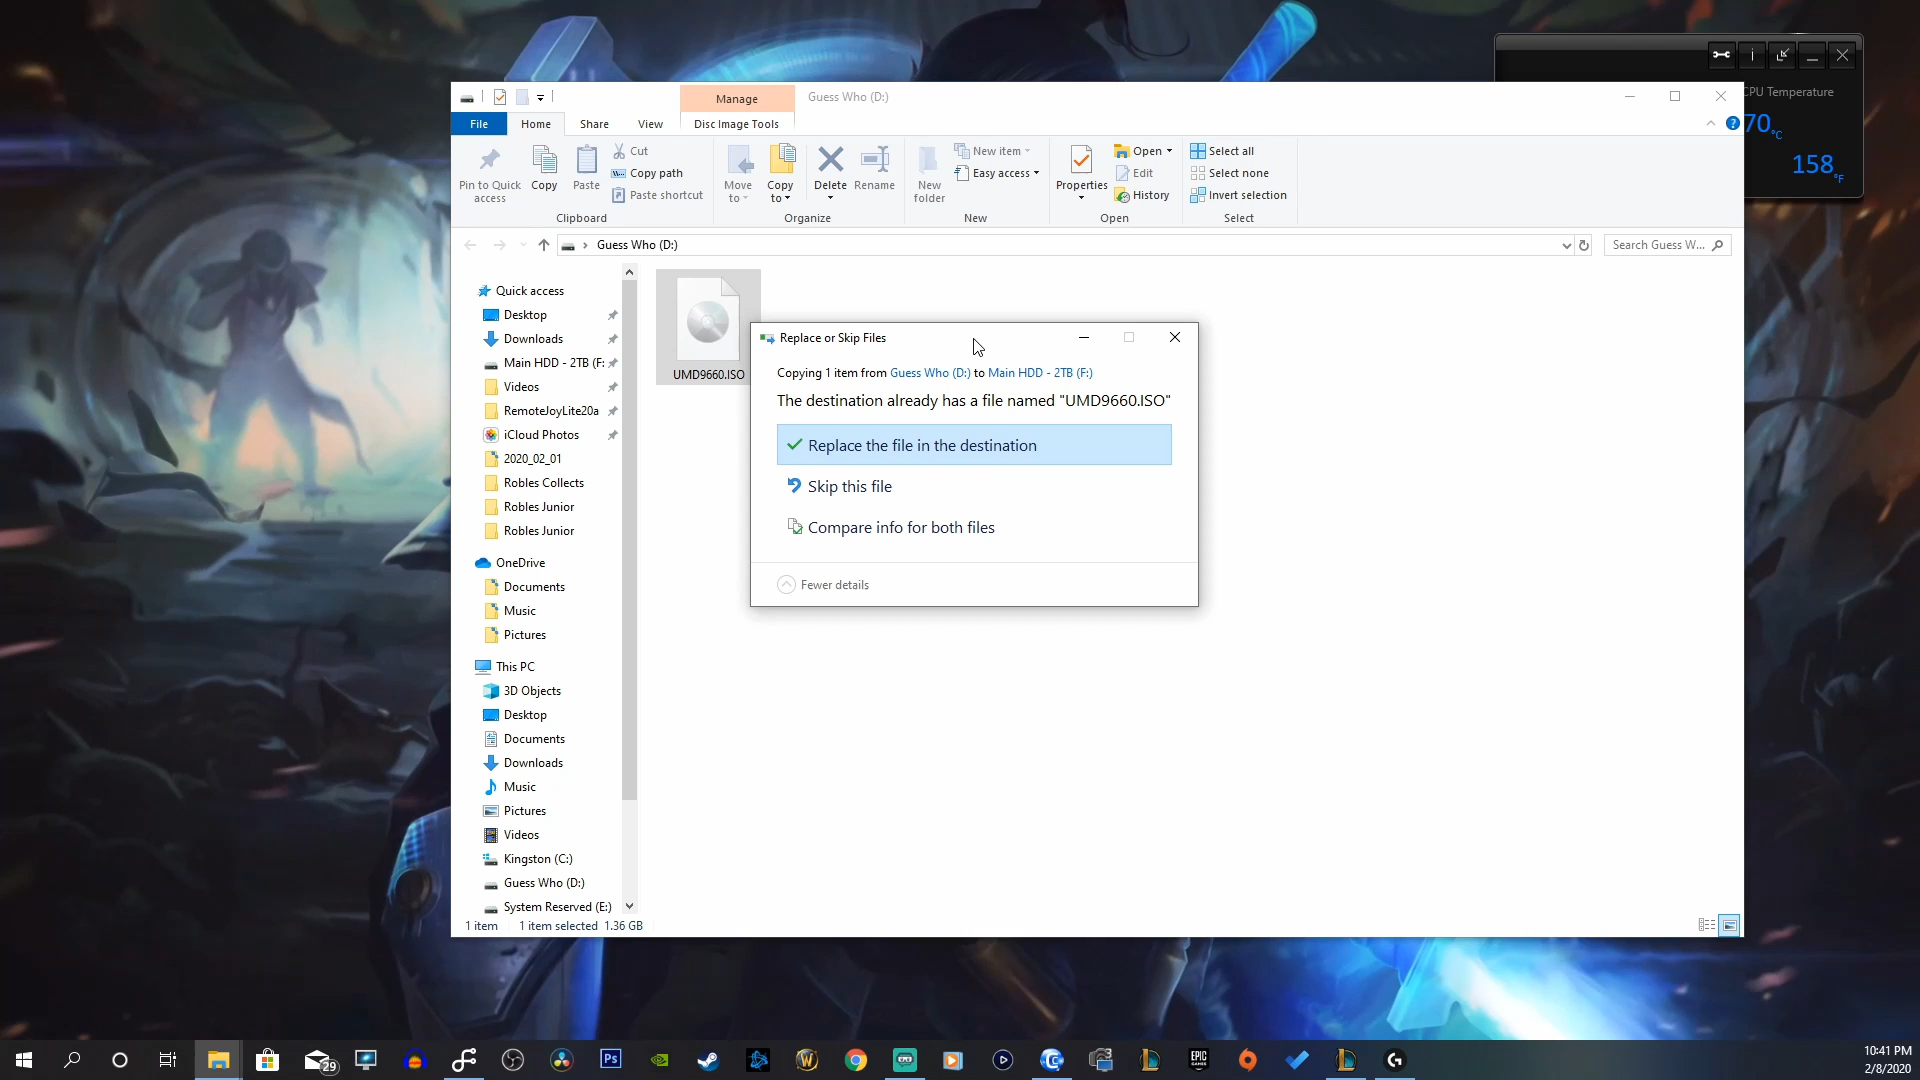 Manage
Guess Who (D:)
File
Home
Share
View
Disc Image Tools
CPU Temperature
70 °C
158 °F
Pin to Quick access
Copy
Paste
Cut
Copy path
Paste shortcut
Clipboard
Move to
Copy to
Delete
Rename
Organize
New folder
New item
Easy access
New
Properties
Open
Edit
History
Open
Select all
Select none
Invert selection
Select
Guess Who (D:)
Search Guess W...
Quick access
Desktop
Downloads
Main HDD - 2TB (F:
Videos
RemoteJoyLite20a
iCloud Photos
2020_02_01
Robles Collects
Robles Junior
Robles Junior
OneDrive
Documents
Music
Pictures
This PC
3D Objects
Desktop
Documents
Downloads
Music
Pictures
Videos
Kingston (C:)
Guess Who (D:)
System Reserved (E:)
UMD9660.ISO
Replace or Skip Files
Copying 1 item from Guess Who (D:) to Main HDD - 2TB (F:)
The destination already has a file named "UMD9660.ISO"
Replace the file in the destination
Skip this file
Compare info for both files
Fewer details
1 item 1 item selected 1.36 GB
29
Ps
W
EPIC GAMES
10:41 PM
2/8/2020